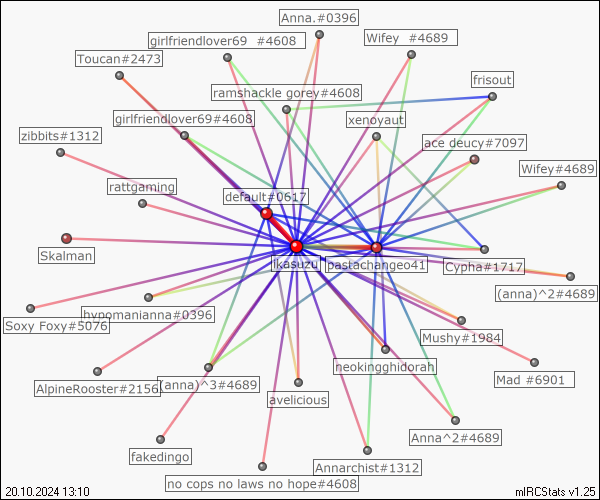 Anna.#0396
girlfriendlover69 #4608
Wifey #4689
Toucan#2473
frisout
ramshackle gorey#4608
girlfriendlover69#4608
xenoyaut
zibbits#1312
ace deucy#7097
Wifey#4689
rattgaming
default#0617
Skalman
ikasuzu
pastachangeo41
Cypha#1717
(anna)^2#4689
hypomanianna#0396
Soxy Foxy#5076
Mushy#1984
neokingghidorah
AlpineRooster#2156
(anna)^3#4689
Mad #6901
avelicious
Anna^2#4689
fakedingo
Annarchist#1312
no cops no laws no hope#4608
20.10.2024 13:10
mIRCStats v1.25